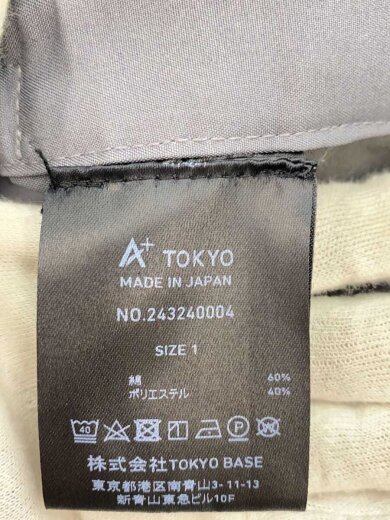 A+ TOKYO
MADE IN JAPAN
NO.243240004
SIZE 1
綿 60%
ポリエステル 40%
40
株式会社TOKYO BASE
東京都港区南青山3-11-13
新青山東急ビル10F